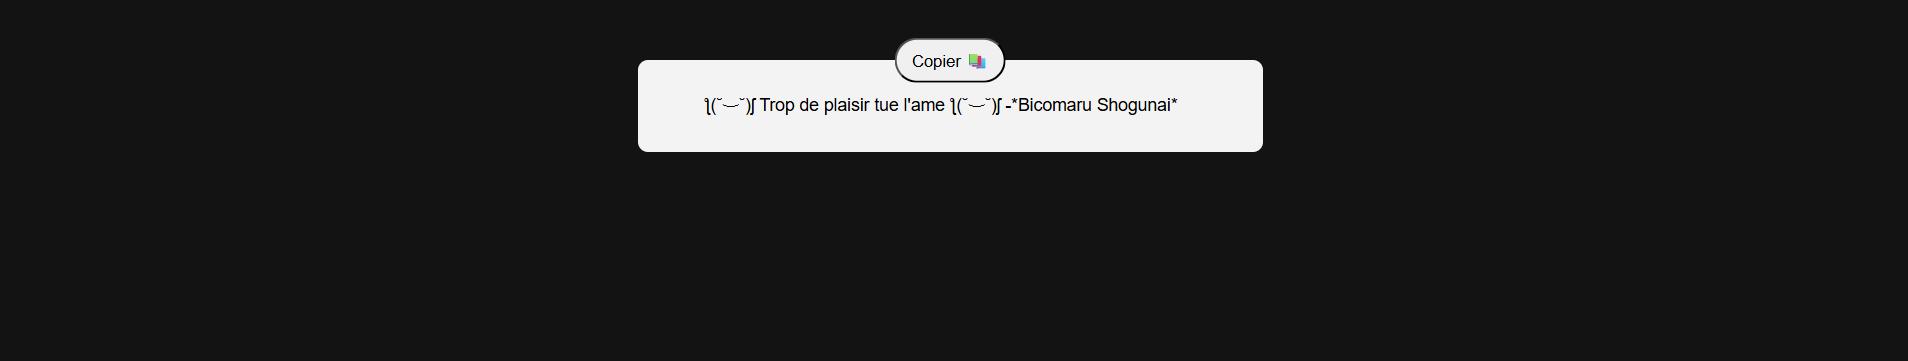 Copier
ƪ(˘⌣˘)ʃ Trop de plaisir tue l'ame ƪ(˘⌣˘)ʃ -*Bicomaru Shogunai*